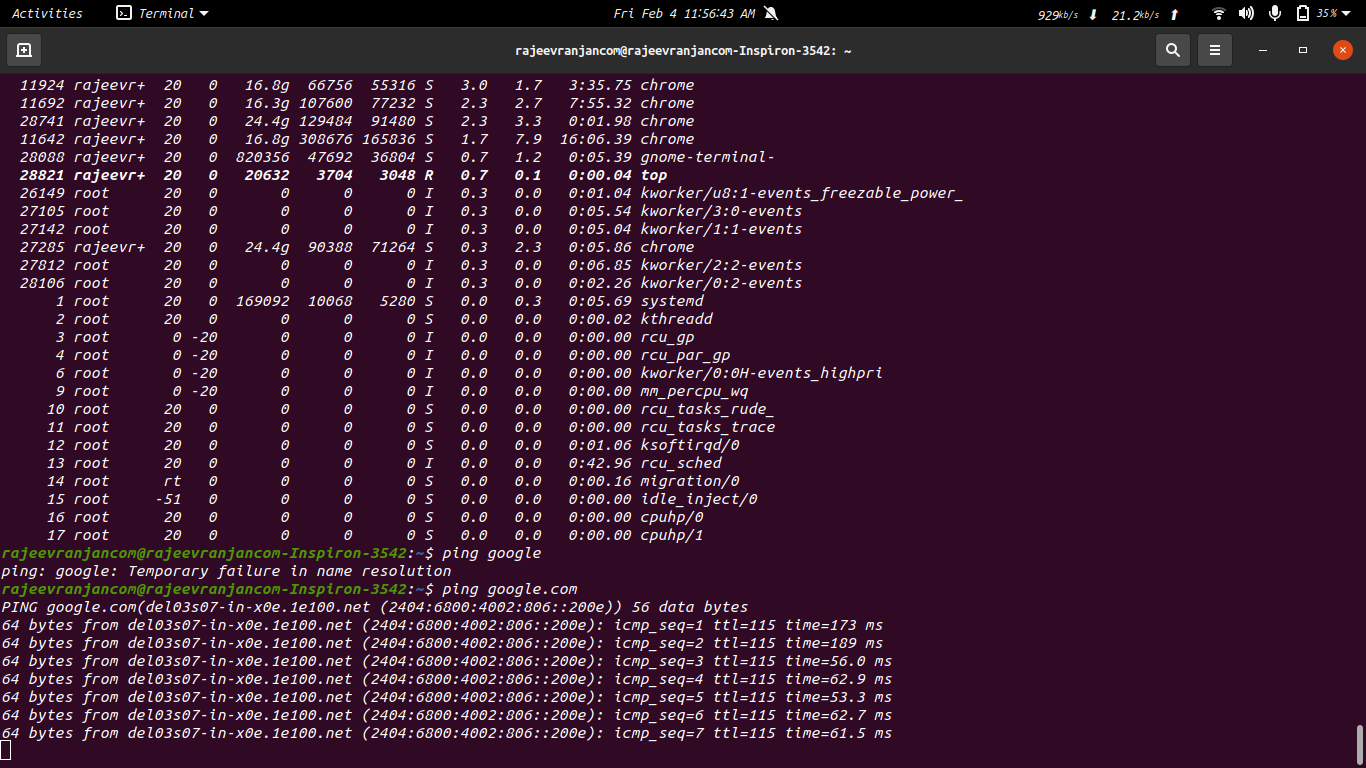 Activities Terminal Fri Feb 4 11:56:43 AM 929kb/s 21.2kb/s 35%
rajeevranjancom@rajeevranjancom-Inspiron-3542: ~
11924 rajeevr+ 20 0 16.8g 66756 55316 S 3.0 1.7 3:35.75 chrome
11692 rajeevr+ 20 0 16.3g 107600 77232 S 2.3 2.7 7:55.32 chrome
28741 rajeevr+ 20 0 24.4g 129484 91480 S 2.3 3.3 0:01.98 chrome
11642 rajeevr+ 20 0 16.8g 308676 165836 S 1.7 7.9 16:06.39 chrome
28088 rajeevr+ 20 0 820356 47692 36804 S 0.7 1.2 0:05.39 gnome-terminal-
28821 rajeevr+ 20 0 20632 3704 3048 R 0.7 0.1 0:00.04 top
26149 root 20 0 0 0 0 I 0.3 0.0 0:01.04 kworker/u8:1-events_freezable_power_
27105 root 20 0 0 0 0 I 0.3 0.0 0:05.54 kworker/3:0-events
27142 root 20 0 0 0 0 I 0.3 0.0 0:05.04 kworker/1:1-events
27285 rajeevr+ 20 0 24.4g 90388 71264 S 0.3 2.3 0:05.86 chrome
27812 root 20 0 0 0 0 I 0.3 0.0 0:06.85 kworker/2:2-events
28106 root 20 0 0 0 0 I 0.3 0.0 0:02.26 kworker/0:2-events
1 root 20 0 169092 10068 5280 S 0.0 0.3 0:05.69 systemd
2 root 20 0 0 0 0 S 0.0 0.0 0:00.02 kthreadd
3 root 0 -20 0 0 0 I 0.0 0.0 0:00.00 rcu_gp
4 root 0 -20 0 0 0 I 0.0 0.0 0:00.00 rcu_par_gp
6 root 0 -20 0 0 0 I 0.0 0.0 0:00.00 kworker/0:0H-events_highpri
9 root 0 -20 0 0 0 I 0.0 0.0 0:00.00 mm_percpu_wq
10 root 20 0 0 0 0 S 0.0 0.0 0:00.00 rcu_tasks_rude_
11 root 20 0 0 0 0 S 0.0 0.0 0:00.00 rcu_tasks_trace
12 root 20 0 0 0 0 S 0.0 0.0 0:01.06 ksoftirqd/0
13 root 20 0 0 0 0 I 0.0 0.0 0:42.96 rcu_sched
14 root rt 0 0 0 0 S 0.0 0.0 0:00.16 migration/0
15 root -51 0 0 0 0 S 0.0 0.0 0:00.00 idle_inject/0
16 root 20 0 0 0 0 S 0.0 0.0 0:00.00 cpuhp/0
17 root 20 0 0 0 0 S 0.0 0.0 0:00.00 cpuhp/1
rajeevranjancom@rajeevranjancom-Inspiron-3542:~$ ping google
ping: google: Temporary failure in name resolution
rajeevranjancom@rajeevranjancom-Inspiron-3542:~$ ping google.com
PING google.com(del03s07-in-x0e.1e100.net (2404:6800:4002:806::200e)) 56 data bytes
64 bytes from del03s07-in-x0e.1e100.net (2404:6800:4002:806::200e): icmp_seq=1 ttl=115 time=173 ms
64 bytes from del03s07-in-x0e.1e100.net (2404:6800:4002:806::200e): icmp_seq=2 ttl=115 time=189 ms
64 bytes from del03s07-in-x0e.1e100.net (2404:6800:4002:806::200e): icmp_seq=3 ttl=115 time=56.0 ms
64 bytes from del03s07-in-x0e.1e100.net (2404:6800:4002:806::200e): icmp_seq=4 ttl=115 time=62.9 ms
64 bytes from del03s07-in-x0e.1e100.net (2404:6800:4002:806::200e): icmp_seq=5 ttl=115 time=53.3 ms
64 bytes from del03s07-in-x0e.1e100.net (2404:6800:4002:806::200e): icmp_seq=6 ttl=115 time=62.7 ms
64 bytes from del03s07-in-x0e.1e100.net (2404:6800:4002:806::200e): icmp_seq=7 ttl=115 time=61.5 ms